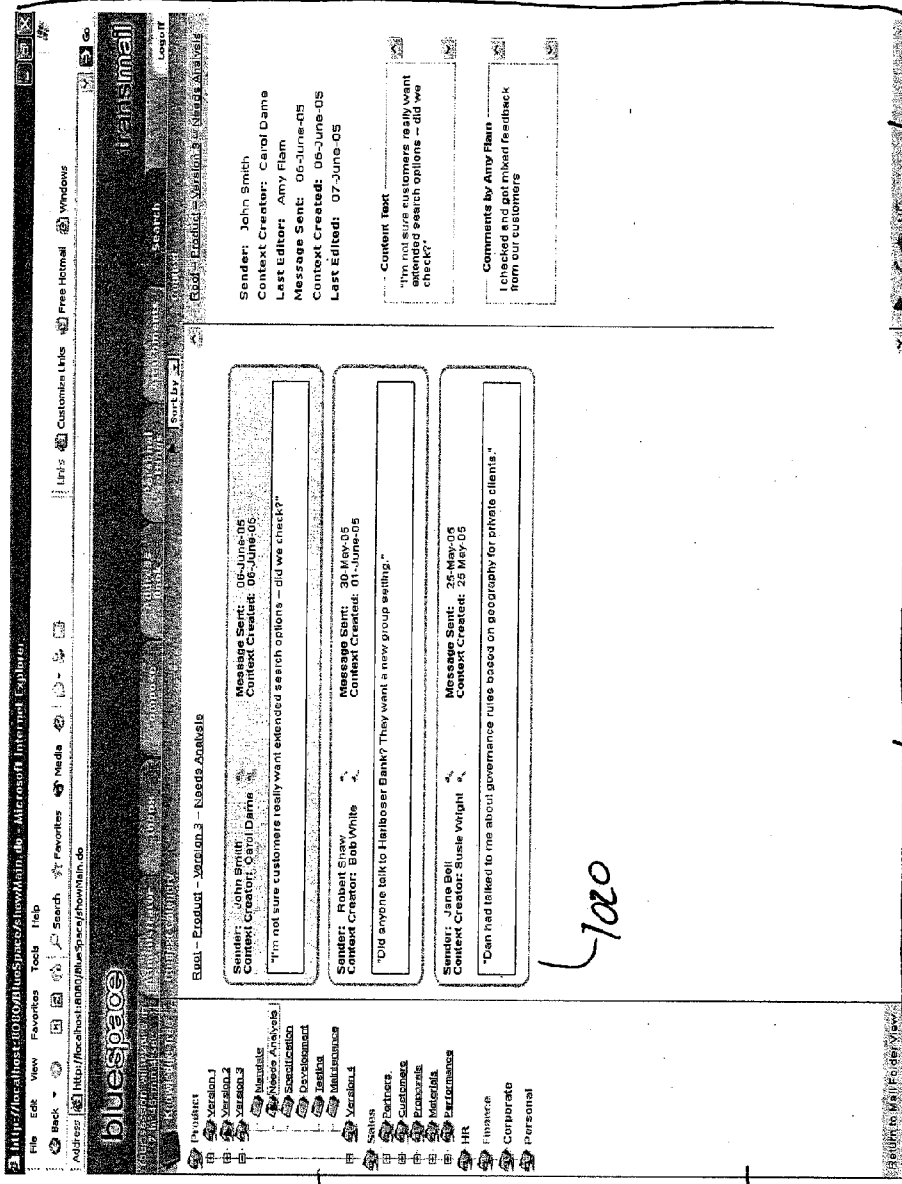 http://localhost:8080/BlueSpace/showMain.do - Microsoft Internet Explorer
File Edit View Favorites Tools Help
Back Search Favorites Media
Links Customize Links Free Hotmail Windows
Address http://localhost:8080/BlueSpace/showMain.do
Go
bluespace
transmail
Logoff
Search
Sort by
Product
Version 1
Version 2
Version 3
Mandate
Needs Analysis
Specification
Development
Testing
Maintenance
Version 4
Sales
Partners
Customers
Proposals
Materials
Performance
HR
Finance
Corporate
Personal
Return to Mail Folder View
Root – Product – Version 3 – Needs Analysis
Sender: John Smith Message Sent: 06-June-05
Context Creator: Carol Dame Context Created: 06-June-05
"I'm not sure customers really want extended search options – did we check?"
Sender: Robert Shaw Message Sent: 30-May-05
Context Creator: Bob White Context Created: 01-June-05
"Did anyone talk to Hariboser Bank? They want a new group setting."
Sender: Jane Bell Message Sent: 25-May-05
Context Creator: Susie Wright Context Created: 25 May-05
"Dan had talked to me about governance rules based on geography for private clients."
1020
Root – Product – Version 3 – Needs Analysis
Sender: John Smith
Context Creator: Carol Dame
Last Editor: Amy Flam
Message Sent: 06-June-05
Context Created: 06-June-05
Last Edited: 07-June-05
Content Text
"I'm not sure customers really want
extended search options – did we
check?"
Comments by Amy Flam
I checked and got mixed feedback
from our customers